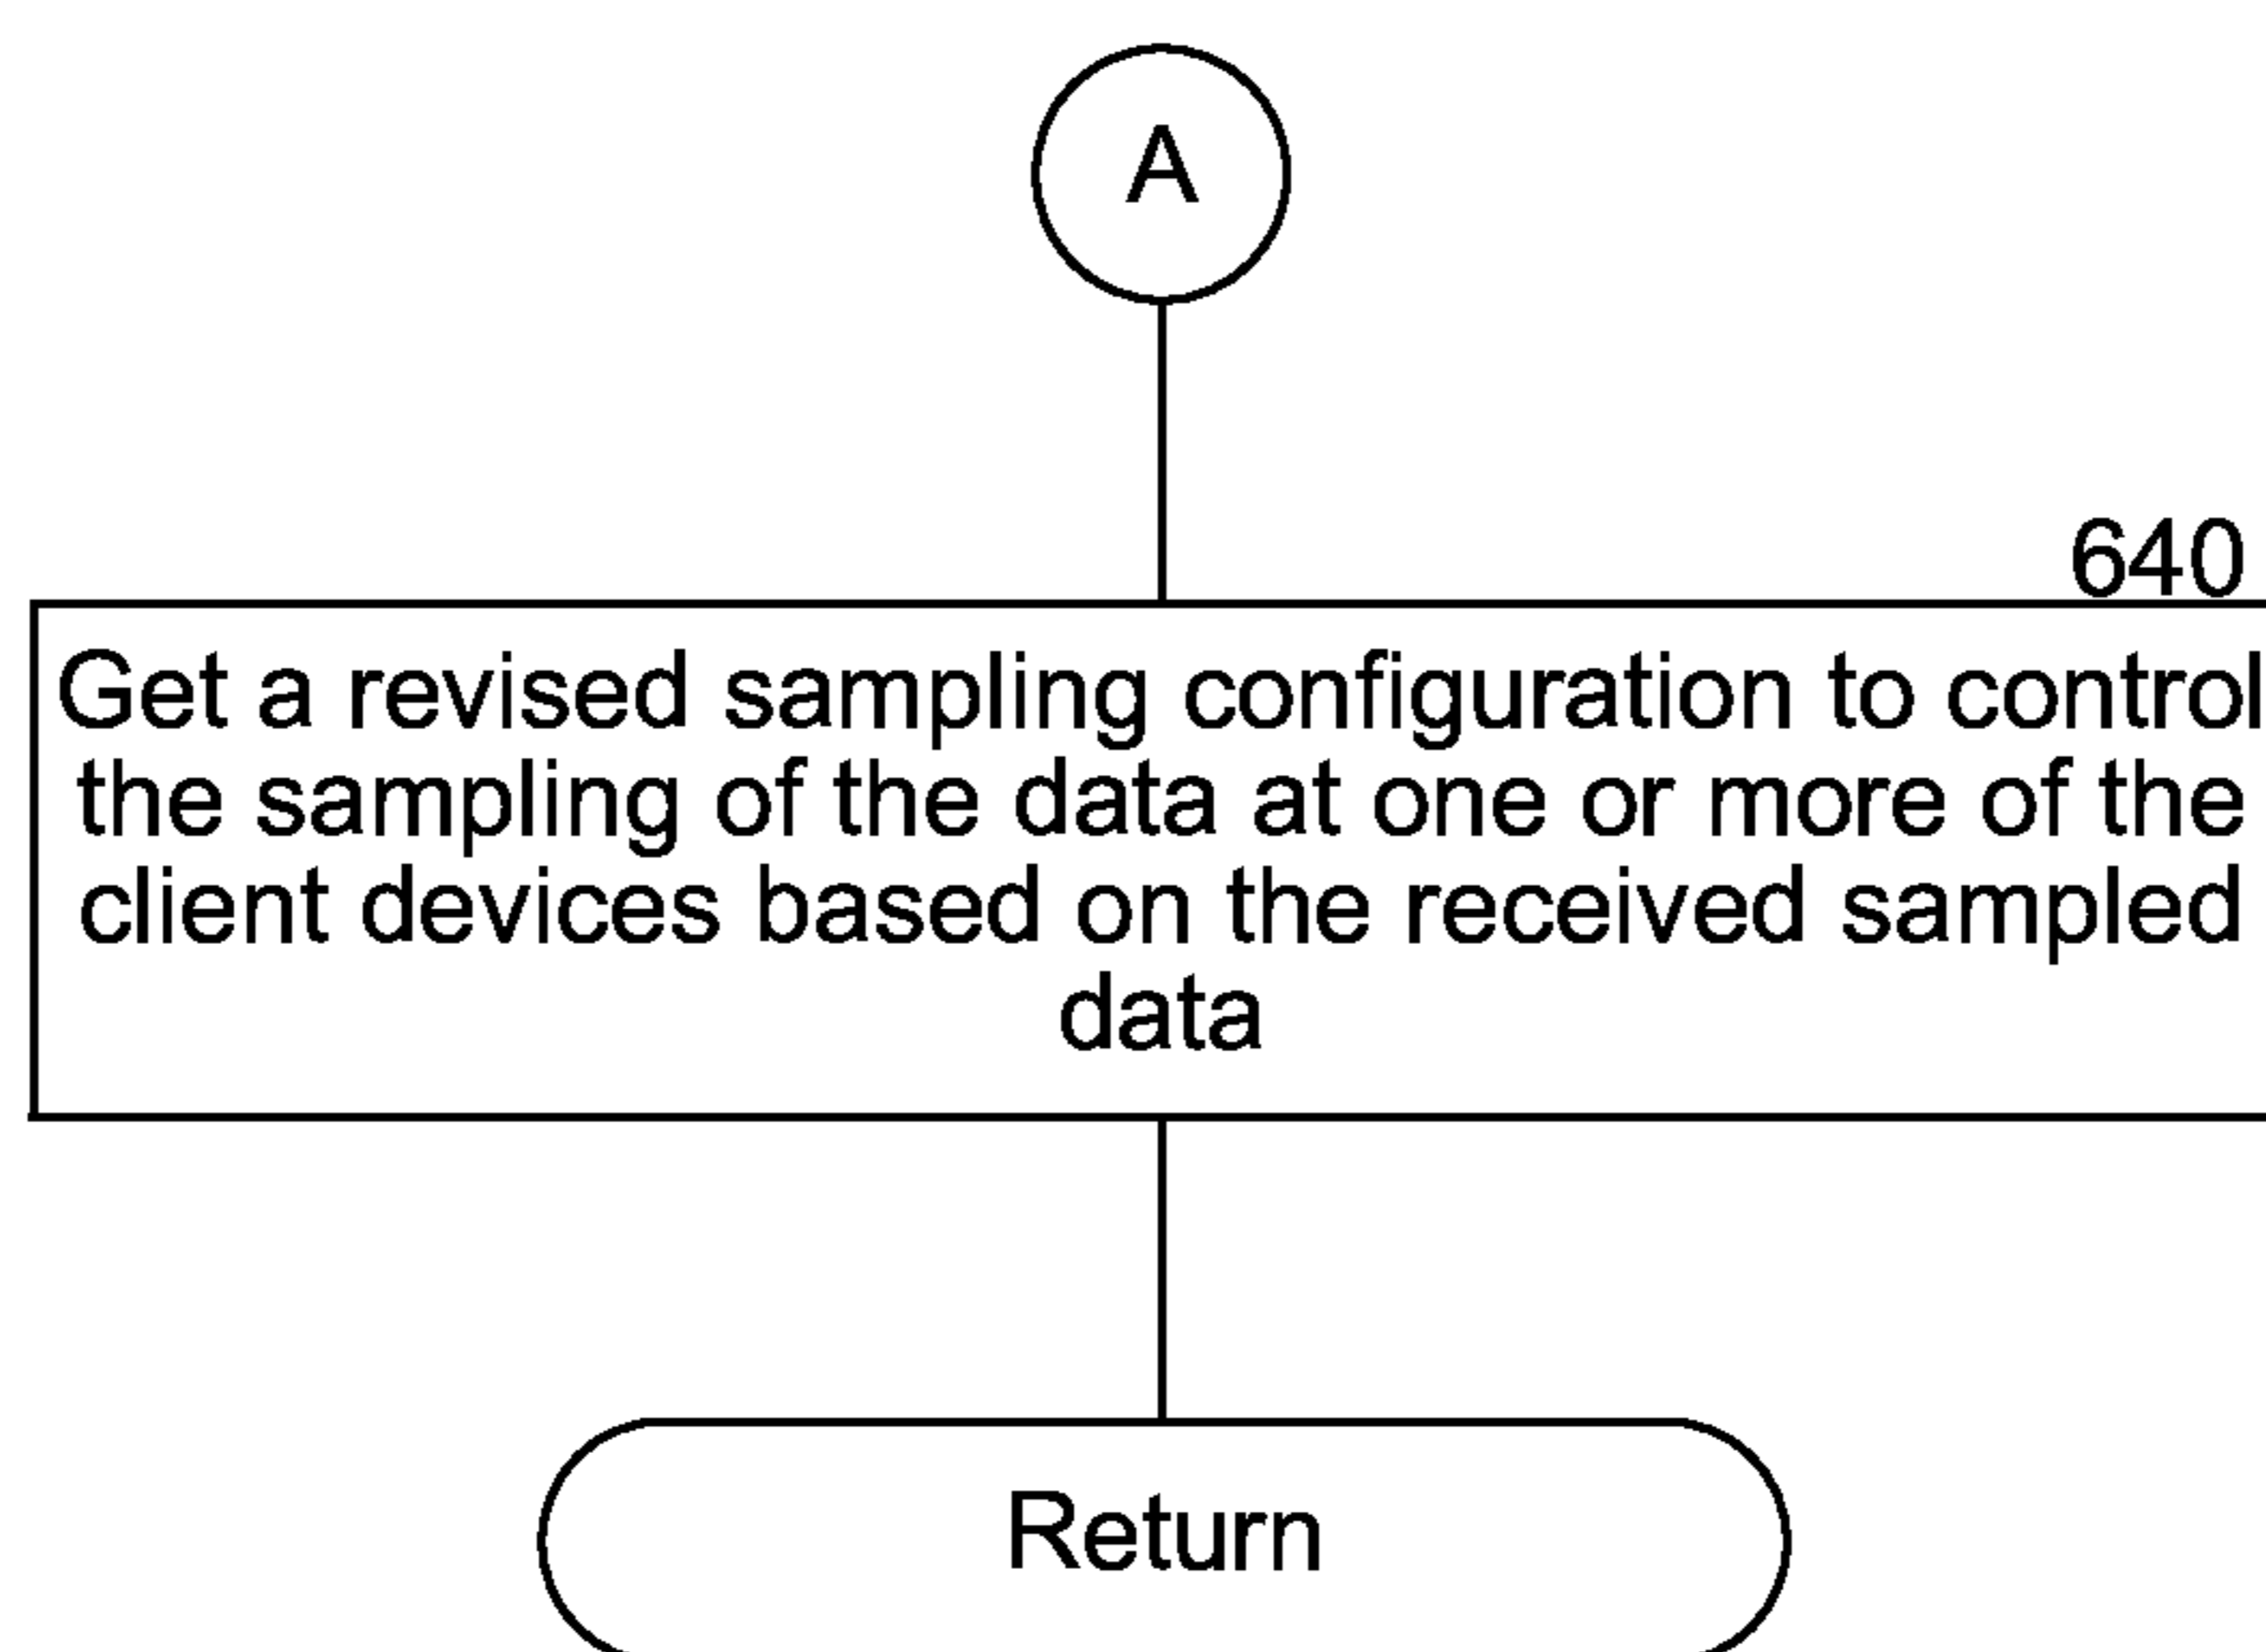 A
640
Get a revised sampling configuration to control
the sampling of the data at one or more of the
client devices based on the received sampled
data
Return